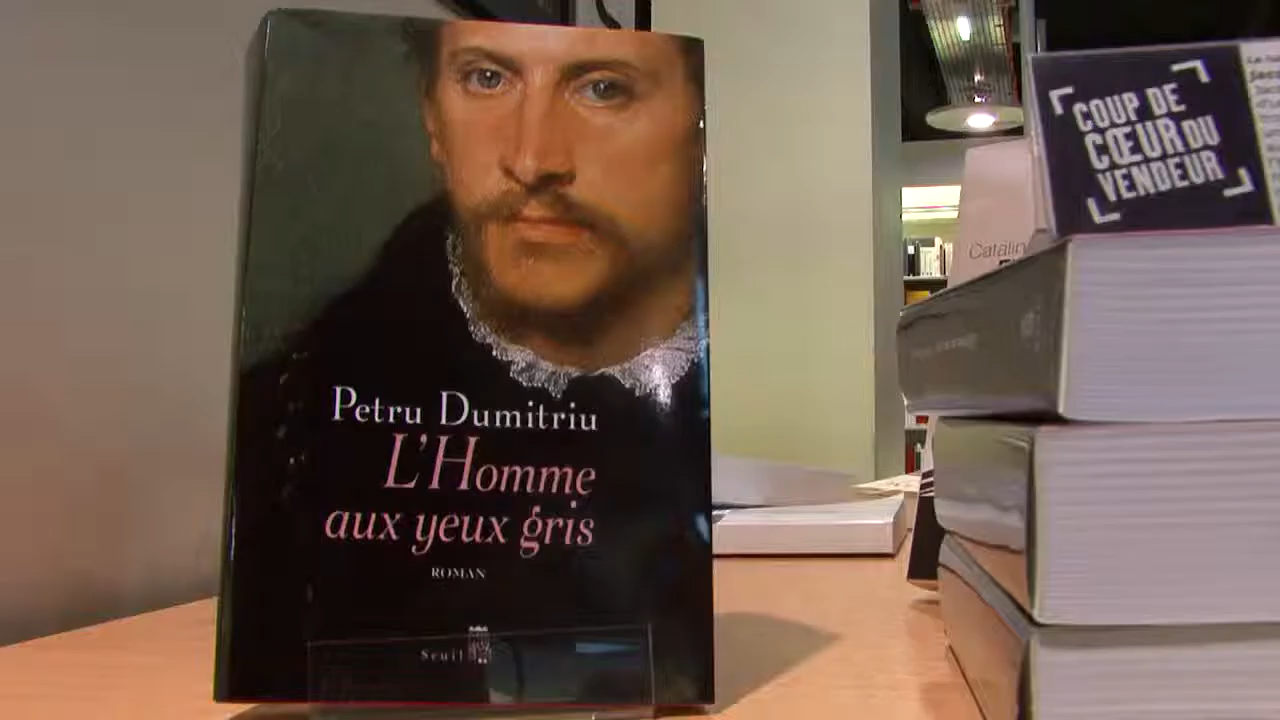 Petru Dumitriu
L'Homme
aux yeux gris
ROMAN
Seuil
COUP DE
CŒUR DU
VENDEUR
Catalin